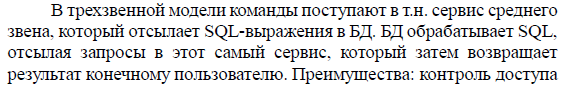 В трехзвенной модели команды поступают в т.н. сервис среднего
звена, который отсылает SQL-выражения в БД. БД обрабатывает SQL,
отсылая запросы в этот самый сервис, который затем возвращает
результат конечному пользователю. Преимущества: контроль доступа